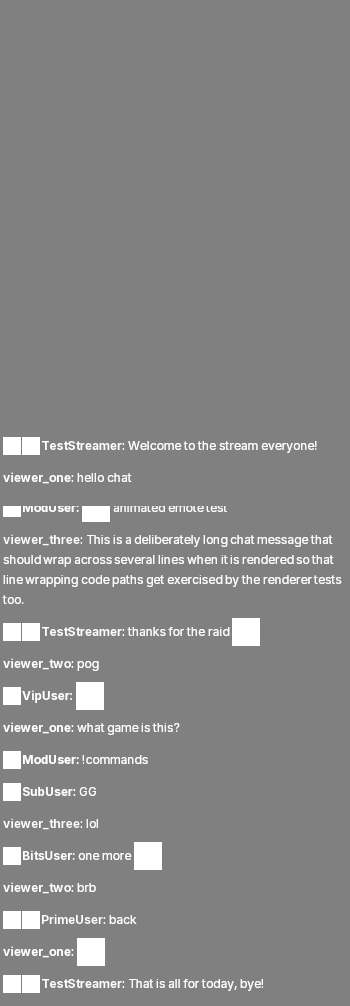 TestStreamer: Welcome to the stream everyone!
viewer_one: hello chat
ModUser: animated emote test
viewer_three: This is a deliberately long chat message that
should wrap across several lines when it is rendered so that
line wrapping code paths get exercised by the renderer tests
too.
TestStreamer: thanks for the raid
viewer_two: pog
VipUser:
viewer_one: what game is this?
ModUser: !commands
SubUser: GG
viewer_three: lol
BitsUser: one more
viewer_two: brb
PrimeUser: back
viewer_one:
TestStreamer: That is all for today, bye!